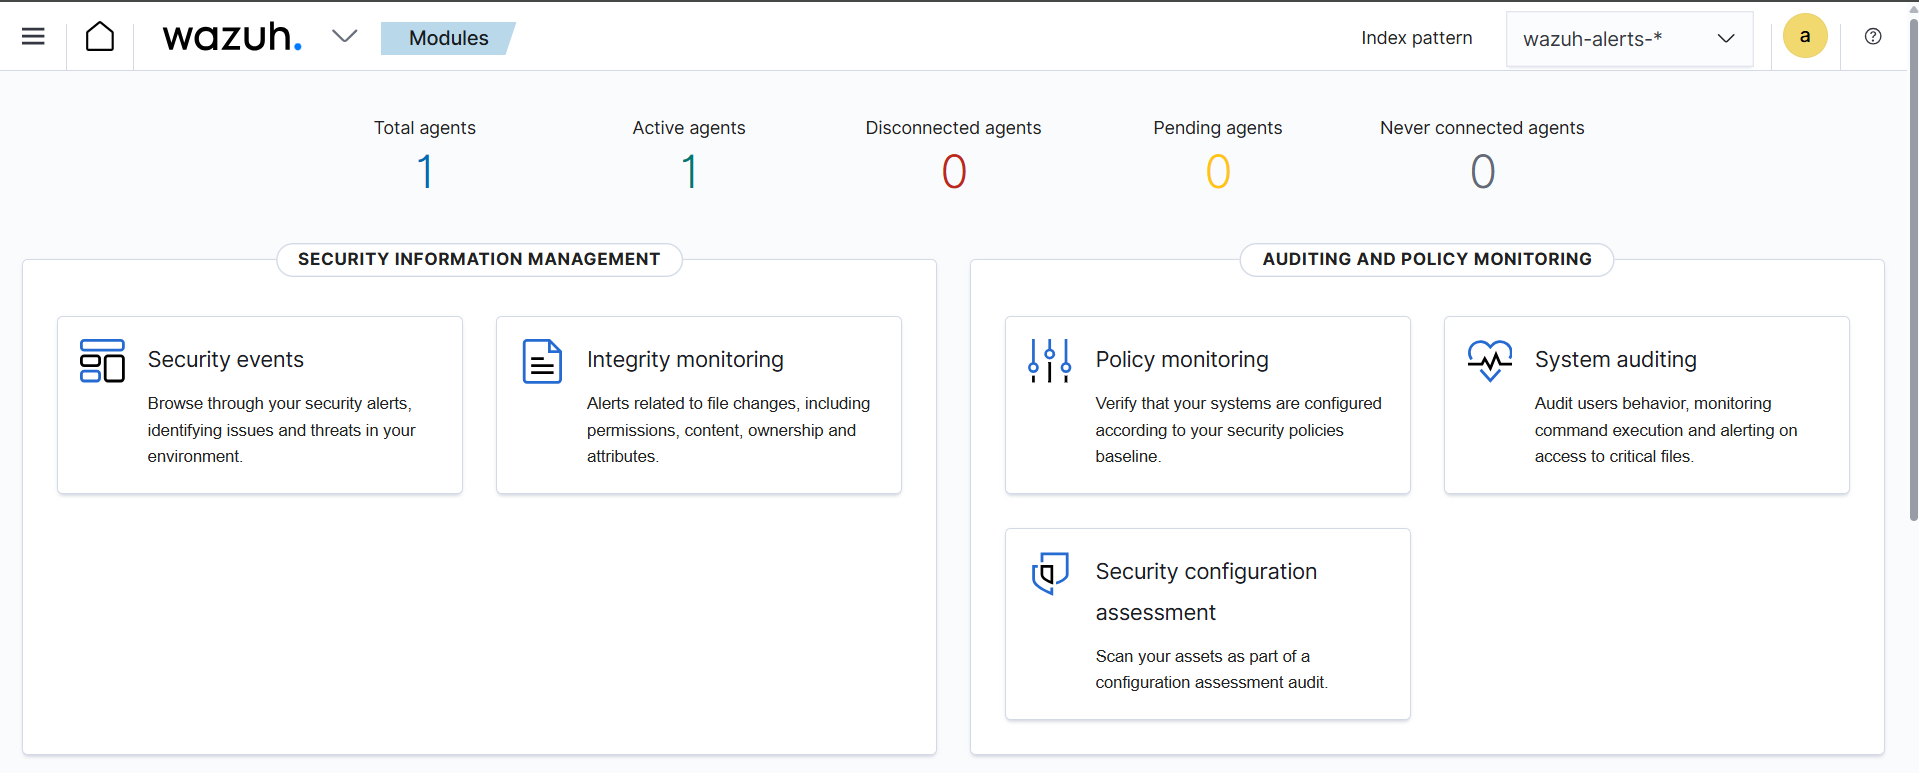 wazuh.
Modules
Index pattern
wazuh-alerts-*
a
?
Total agents
1
Active agents
1
Disconnected agents
0
Pending agents
0
Never connected agents
0
SECURITY INFORMATION MANAGEMENT
Security events
Browse through your security alerts,
identifying issues and threats in your
environment.
Integrity monitoring
Alerts related to file changes, including
permissions, content, ownership and
attributes.
AUDITING AND POLICY MONITORING
Policy monitoring
Verify that your systems are configured
according to your security policies
baseline.
System auditing
Audit users behavior, monitoring
command execution and alerting on
access to critical files.
Security configuration
assessment
Scan your assets as part of a
configuration assessment audit.